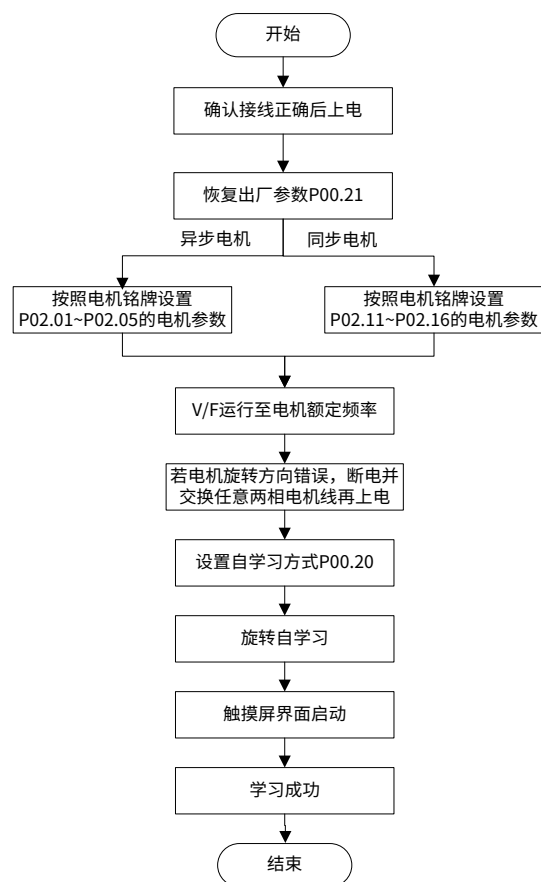 开始
确认接线正确后上电
恢复出厂参数P00.21
异步电机
同步电机
按照电机铭牌设置
P02.01~P02.05的电机参数
按照电机铭牌设置
P02.11~P02.16的电机参数
V/F运行至电机额定频率
若电机旋转方向错误，断电并
交换任意两相电机线再上电
设置自学习方式P00.20
旋转自学习
触摸屏界面启动
学习成功
结束